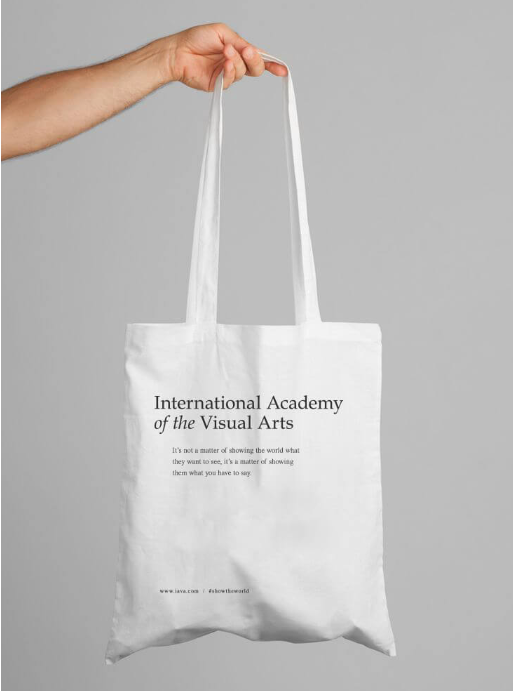 International Academy
of the Visual Arts
It's not a matter of showing the world what
they want to see, it's a matter of showing
them what you have to say.
www.iava.com | #showtheworld